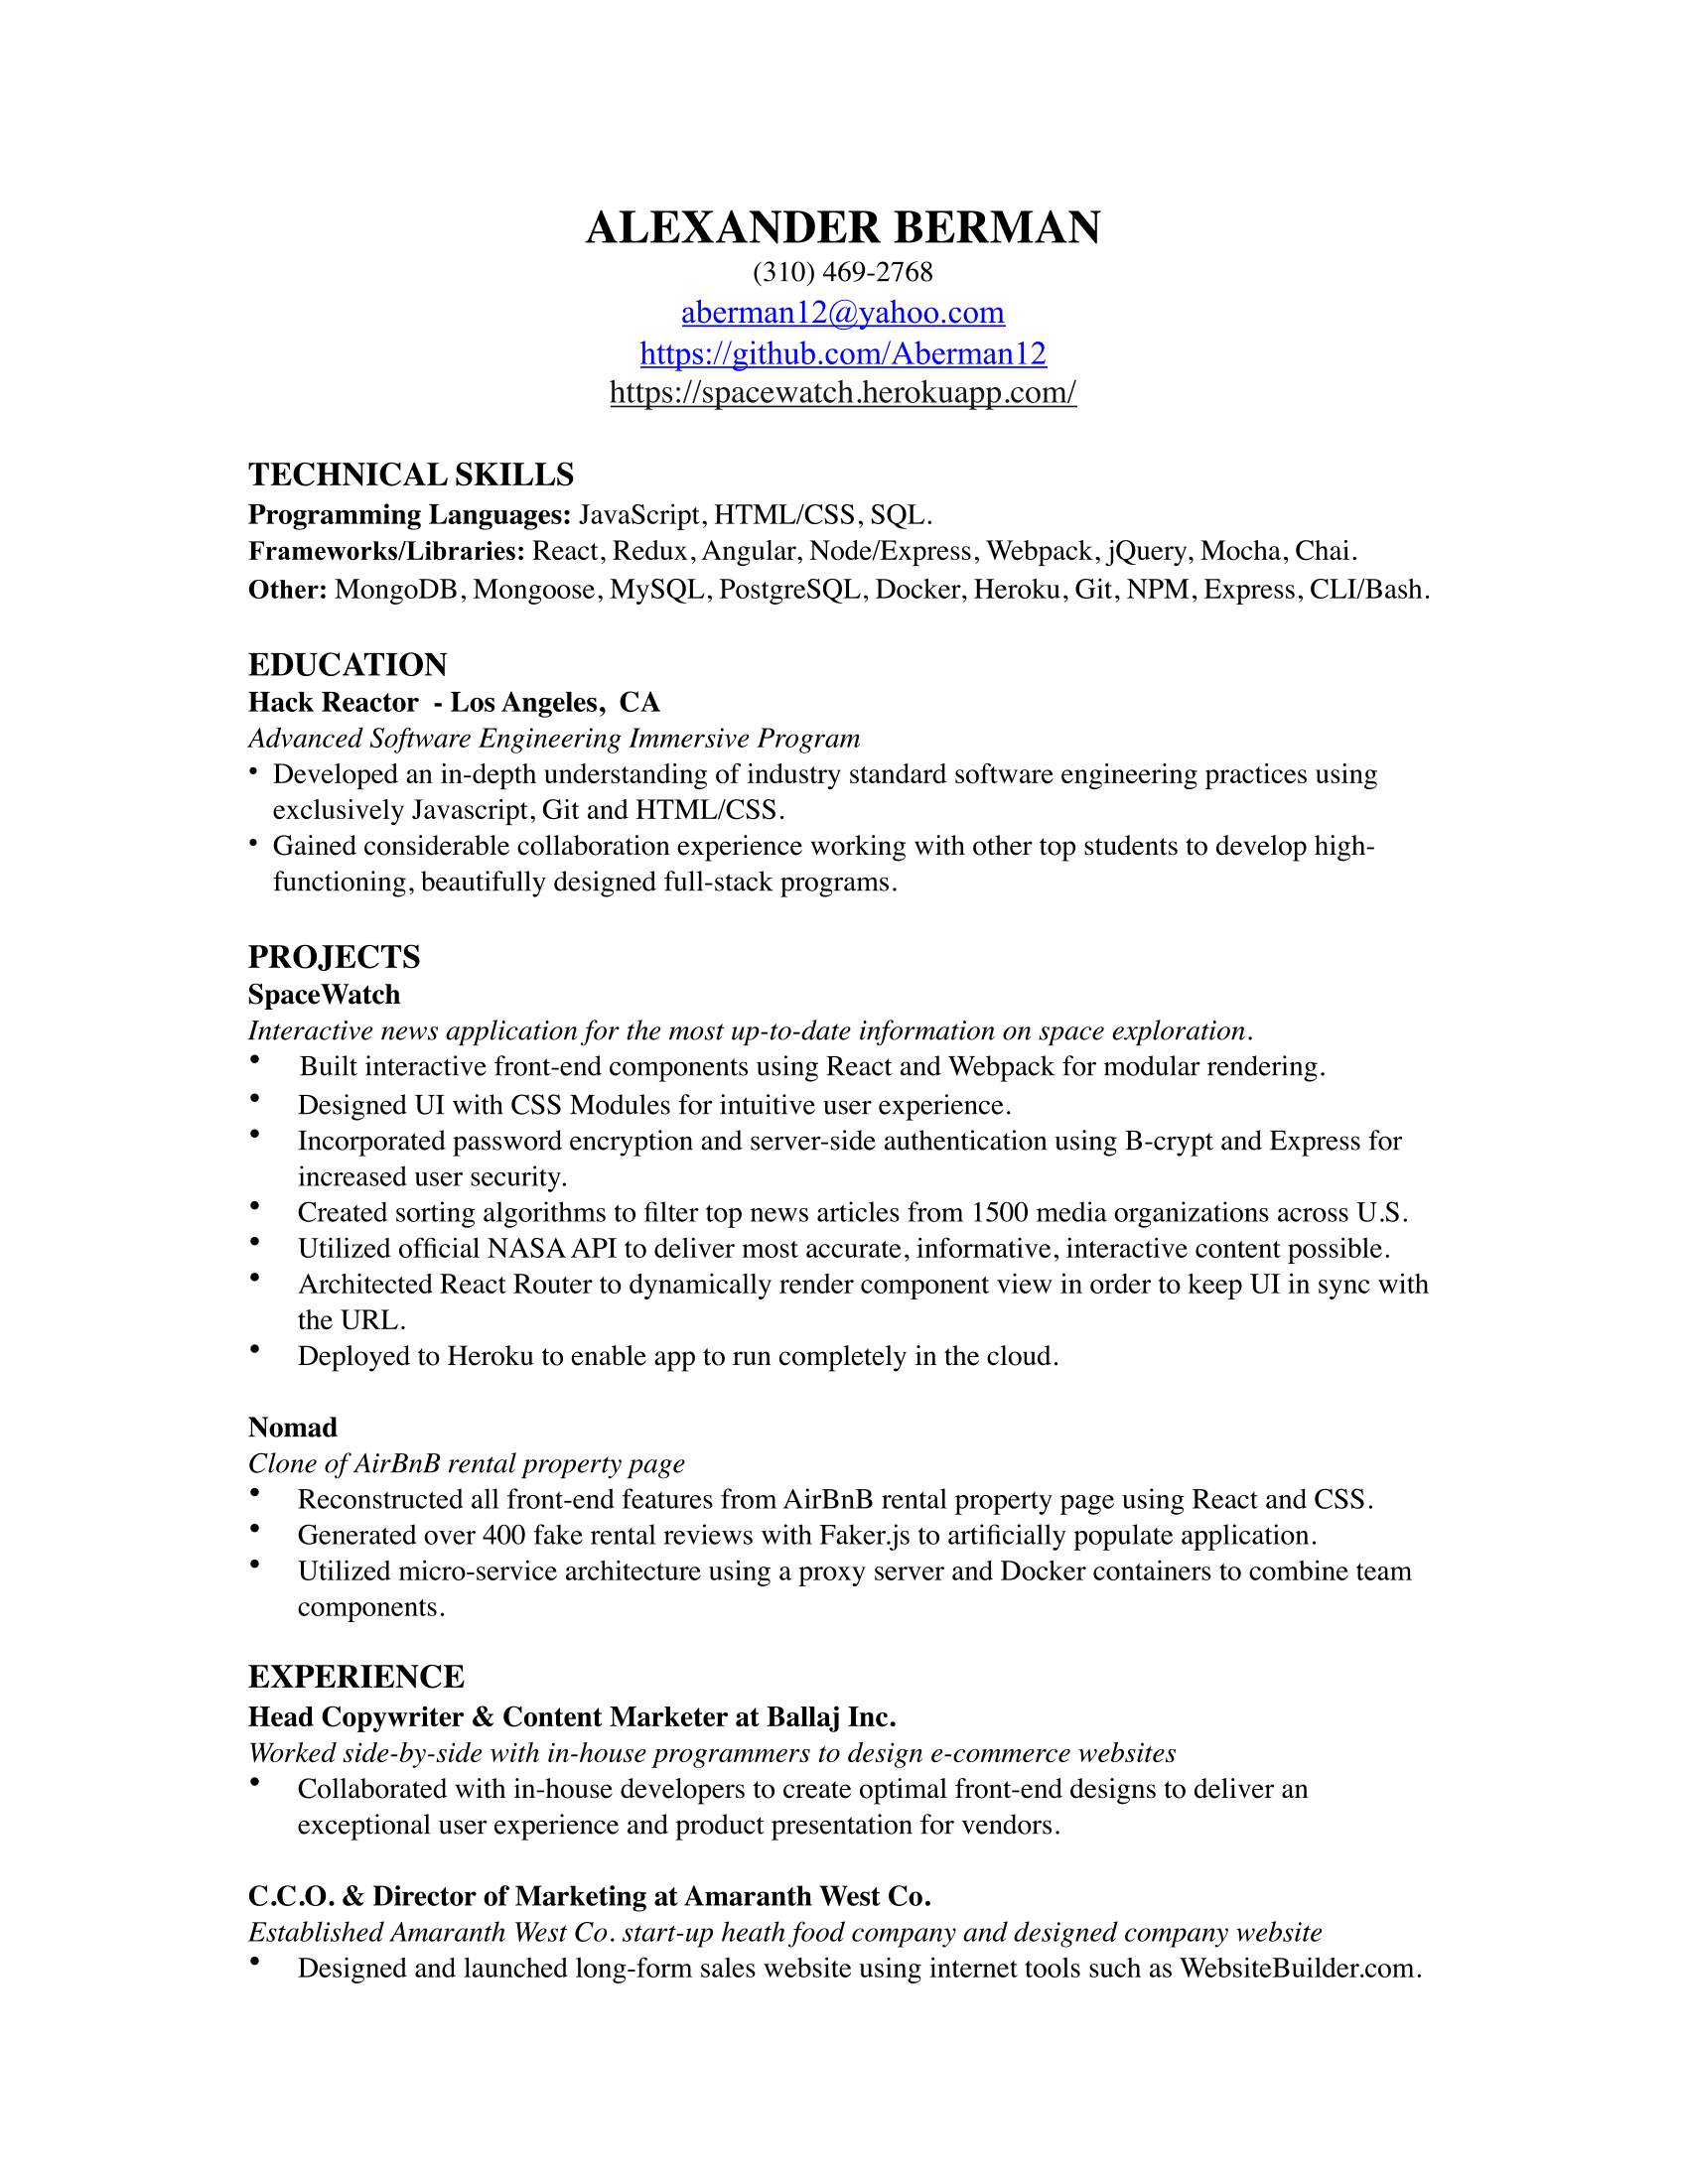 ALEXANDER BERMAN
(310) 469-2768
aberman12@yahoo.com
https://github.com/Aberman12
https://spacewatch.herokuapp.com/
TECHNICAL SKILLS
Programming Languages: JavaScript, HTML/CSS, SQL.
Frameworks/Libraries: React, Redux, Angular, Node/Express, Webpack, jQuery, Mocha, Chai.
Other: MongoDB, Mongoose, MySQL, PostgreSQL, Docker, Heroku, Git, NPM, Express, CLI/Bash.
EDUCATION
Hack Reactor - Los Angeles, CA
Advanced Software Engineering Immersive Program
• Developed an in-depth understanding of industry standard software engineering practices using
exclusively Javascript, Git and HTML/CSS.
• Gained considerable collaboration experience working with other top students to develop high-
functioning, beautifully designed full-stack programs.
PROJECTS
SpaceWatch
Interactive news application for the most up-to-date information on space exploration.
• Built interactive front-end components using React and Webpack for modular rendering.
• Designed UI with CSS Modules for intuitive user experience.
• Incorporated password encryption and server-side authentication using B-crypt and Express for
increased user security.
• Created sorting algorithms to filter top news articles from 1500 media organizations across U.S.
• Utilized official NASA API to deliver most accurate, informative, interactive content possible.
• Architected React Router to dynamically render component view in order to keep UI in sync with
the URL.
• Deployed to Heroku to enable app to run completely in the cloud.
Nomad
Clone of AirBnB rental property page
• Reconstructed all front-end features from AirBnB rental property page using React and CSS.
• Generated over 400 fake rental reviews with Faker.js to artificially populate application.
• Utilized micro-service architecture using a proxy server and Docker containers to combine team
components.
EXPERIENCE
Head Copywriter & Content Marketer at Ballaj Inc.
Worked side-by-side with in-house programmers to design e-commerce websites
• Collaborated with in-house developers to create optimal front-end designs to deliver an
exceptional user experience and product presentation for vendors.
C.C.O. & Director of Marketing at Amaranth West Co.
Established Amaranth West Co. start-up heath food company and designed company website
• Designed and launched long-form sales website using internet tools such as WebsiteBuilder.com.